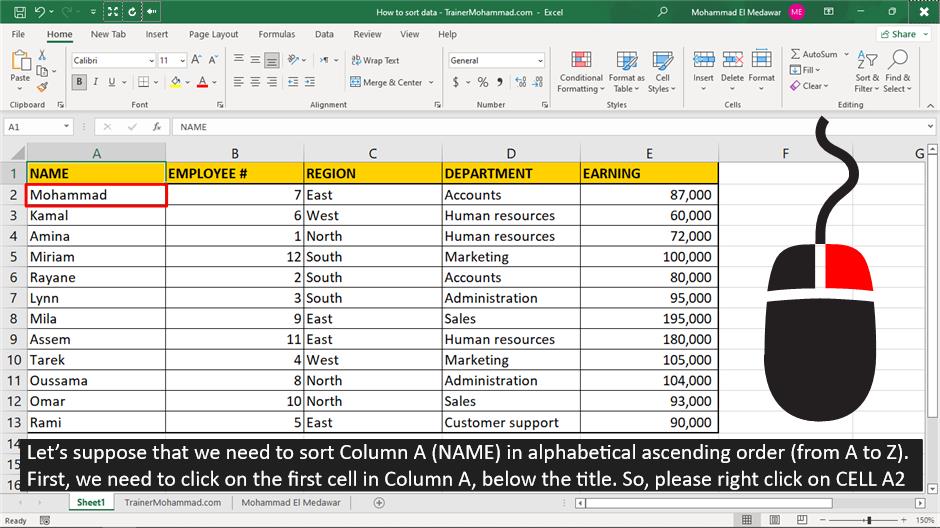 How to sort data - TrainerMohammad.com - Excel
Mohammad El Medawar ME
File Home New Tab Insert Page Layout Formulas Data Review View Help Share
Paste
Calibri 11
Wrap Text
General
Conditional Formatting
Format as Table
Cell Styles
Insert
Delete
Format
AutoSum
Fill
Clear
Sort & Filter
Find & Select
B I U
Merge & Center
$ % 9
Clipboard Font Alignment Number Styles Cells Editing
A1 fx NAME
A B C D E F G
1 NAME EMPLOYEE # REGION DEPARTMENT EARNING
2 Mohammad 7 East Accounts 87,000
3 Kamal 6 West Human resources 60,000
4 Amina 1 North Human resources 72,000
5 Miriam 12 South Marketing 100,000
6 Rayane 2 South Accounts 80,000
7 Lynn 3 South Administration 95,000
8 Mila 9 East Sales 195,000
9 Assem 11 East Human resources 180,000
10 Tarek 4 West Marketing 105,000
11 Oussama 8 North Administration 104,000
12 Omar 10 North Sales 93,000
13 Rami 5 East Customer support 90,000
14
15
16
Let's suppose that we need to sort Column A (NAME) in alphabetical ascending order (from A to Z).
First, we need to click on the first cell in Column A, below the title. So, please right click on CELL A2
Sheet1 TrainerMohammad.com Mohammad El Medawar
Ready 150%